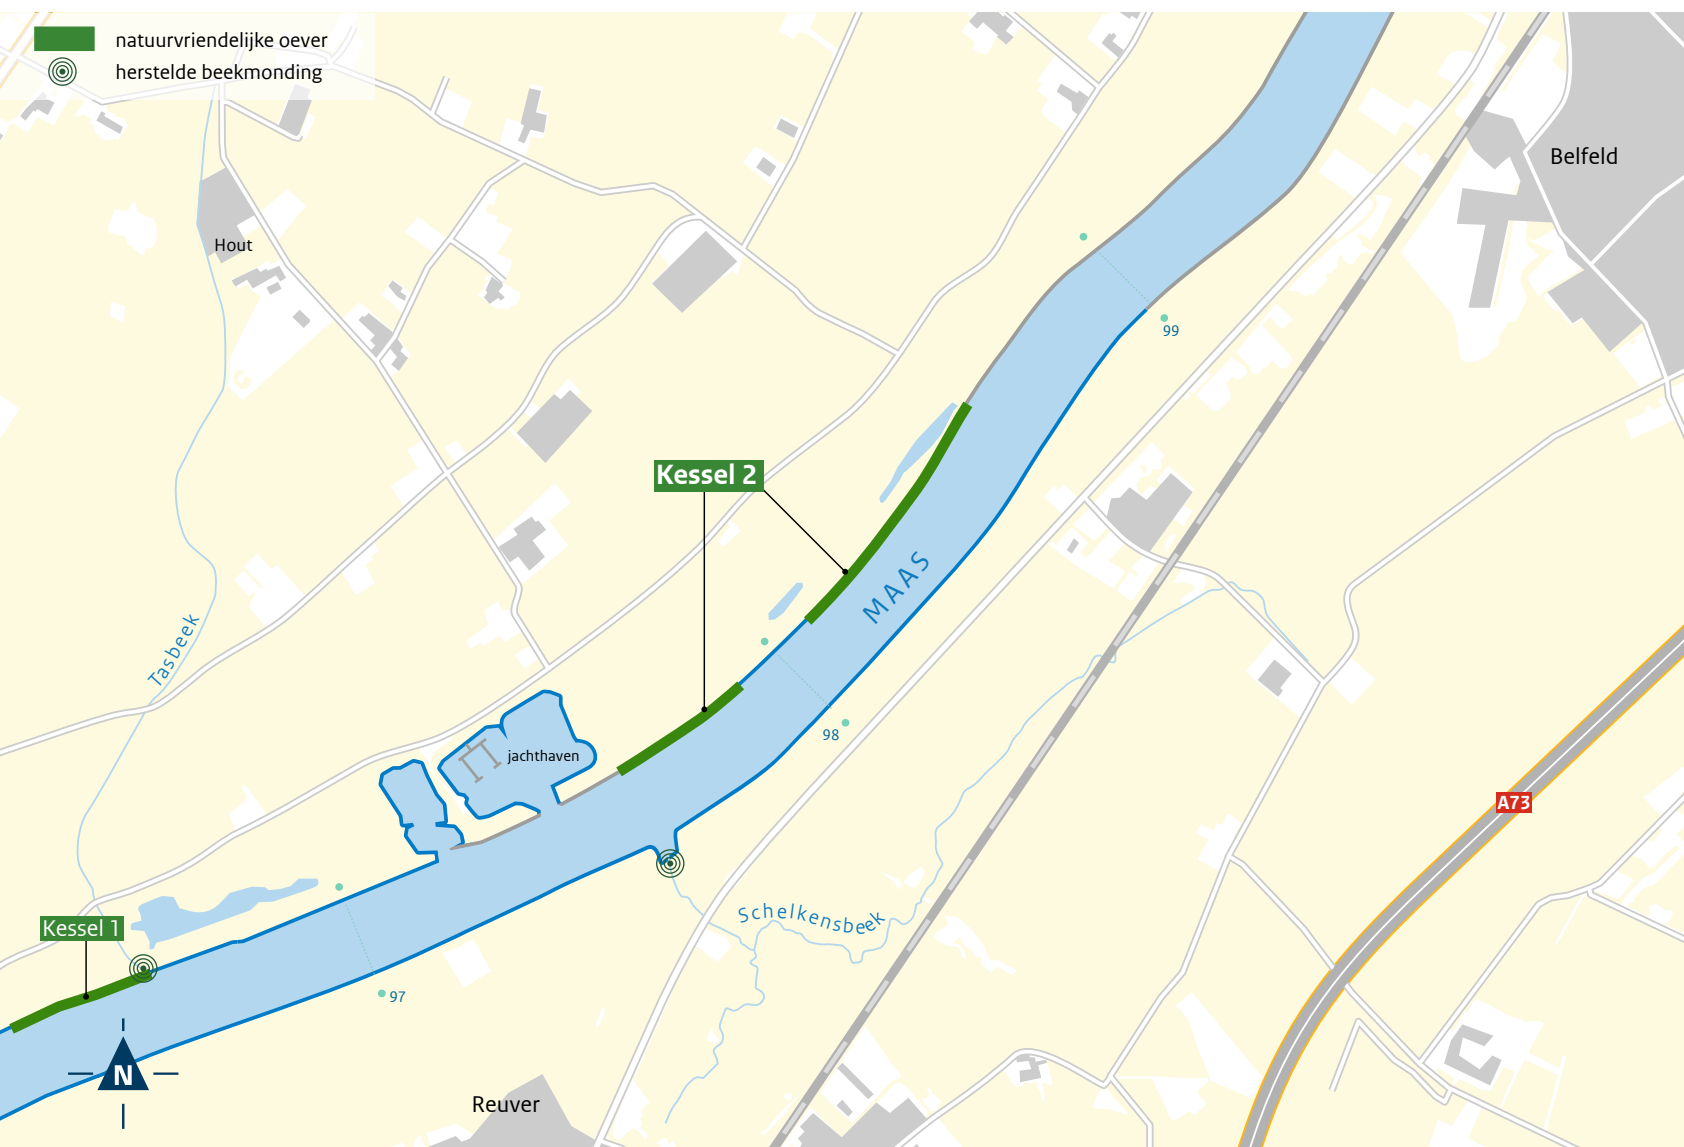 natuurvriendelijke oever
herstelde beekmonding
Belfeld
Hout
99
Kessel 2
MAAS
Tasbeek
98
jachthaven
A73
Schelkensbeek
Kessel 1
97
N
Reuver